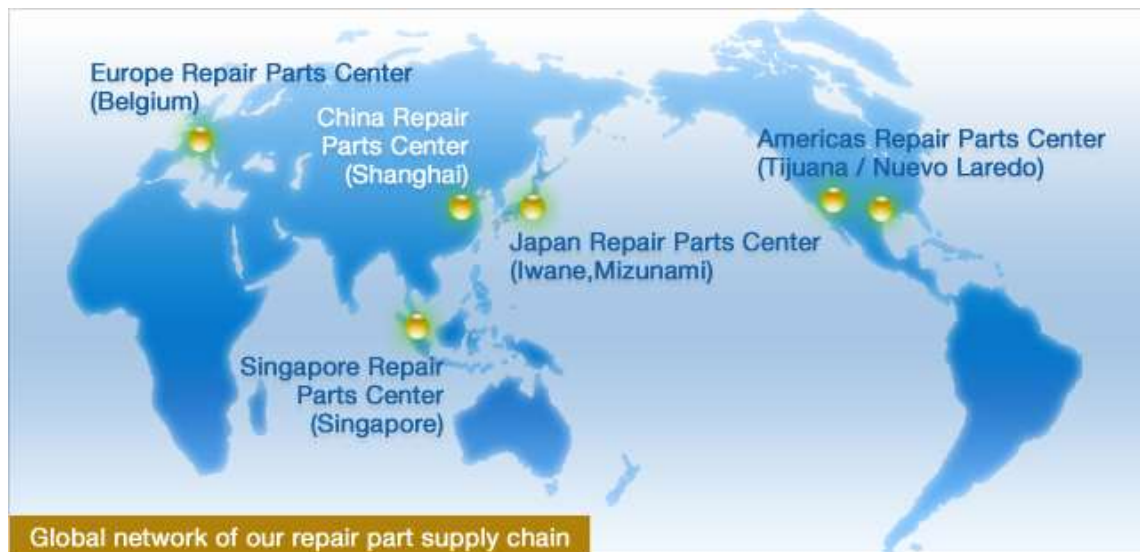 Europe Repair Parts Center
(Belgium)
China Repair
Parts Center
(Shanghai)
Americas Repair Parts Center
(Tijuana / Nuevo Laredo)
Japan Repair Parts Center
(Iwane,Mizunami)
Singapore Repair
Parts Center
(Singapore)
Global network of our repair part supply chain